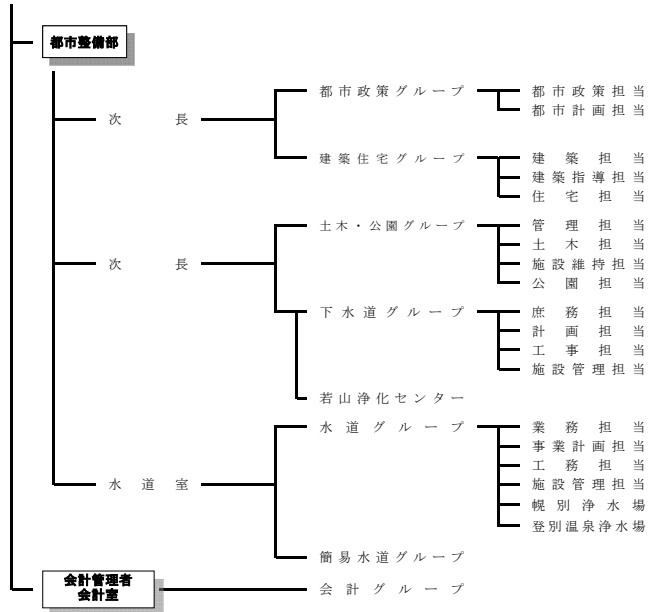 都市整備部
都市政策グループ 都市政策担当
都市計画担当
次長
建築住宅グループ 建築担当
建築指導担当
住宅担当
土木・公園グループ 管理担当
土木担当
次長 施設維持担当
公園担当
下水道グループ 庶務担当
計画担当
工事担当
施設管理担当
若山浄化センター
水道グループ 業務担当
事業計画担当
工務担当
水道室 施設管理担当
幌別浄水場
登別温泉浄水場
簡易水道グループ
会計管理者
会計室 会計グループ